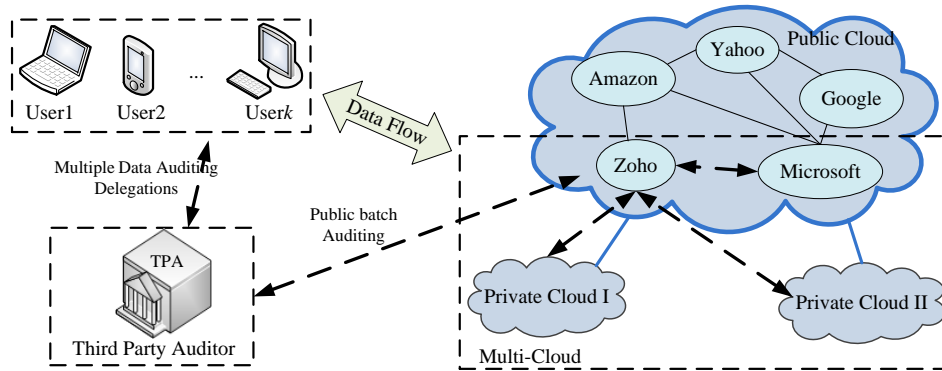 User1
User2
...
Userk
Data Flow
Multiple Data Auditing
Delegations
Public batch
Auditing
TPA
Third Party Auditor
Public Cloud
Yahoo
Amazon
Google
Zoho
Microsoft
Private Cloud I
Private Cloud II
Multi-Cloud